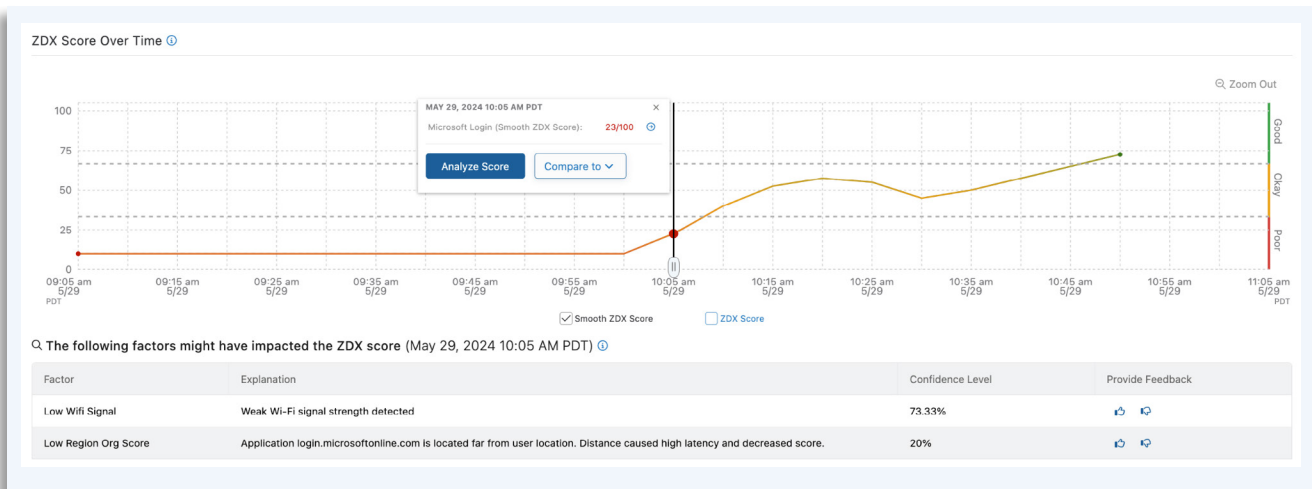 ZDX Score Over Time
Zoom Out
100
75
50
25
0
MAY 29, 2024 10:05 AM PDT ×
Microsoft Login (Smooth ZDX Score): 23/100
Analyze Score Compare to
Good
Okay
Poor
09:05 am 09:15 am 09:25 am 09:35 am 09:45 am 09:55 am 10:05 am 10:15 am 10:25 am 10:35 am 10:45 am 10:55 am 11:05 am
5/29 5/29 5/29 5/29 5/29 5/29 5/29 5/29 5/29 5/29 5/29 5/29 5/29
PDT PDT
Smooth ZDX Score ZDX Score
The following factors might have impacted the ZDX score (May 29, 2024 10:05 AM PDT)
Factor Explanation Confidence Level Provide Feedback
Low Wifi Signal Weak Wi-Fi signal strength detected 73.33%
Low Region Org Score Application login.microsoftonline.com is located far from user location. Distance caused high latency and decreased score. 20%